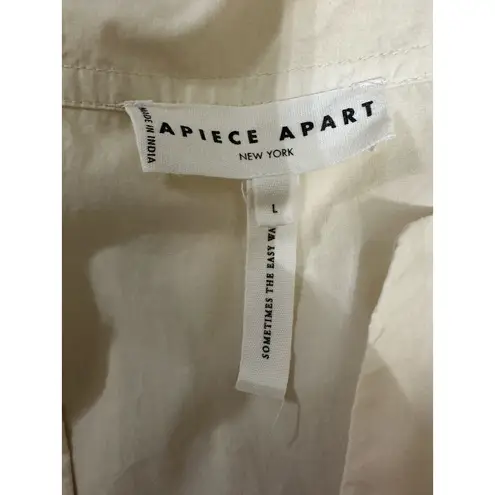 MADE IN INDIA
APIECE APART
NEW YORK
L
SOMETIMES THE EASY WA